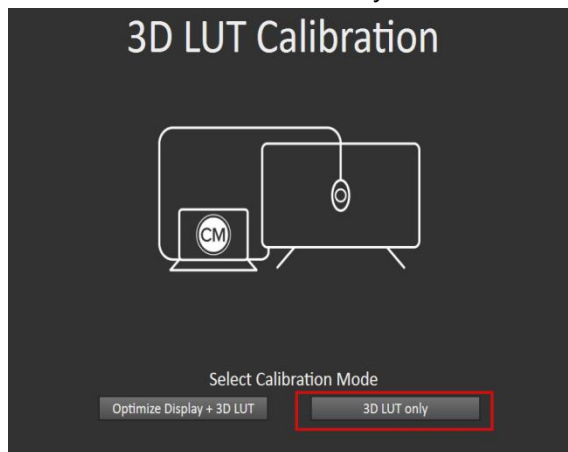 3D LUT Calibration
CM
Select Calibration Mode
Optimize Display + 3D LUT
3D LUT only